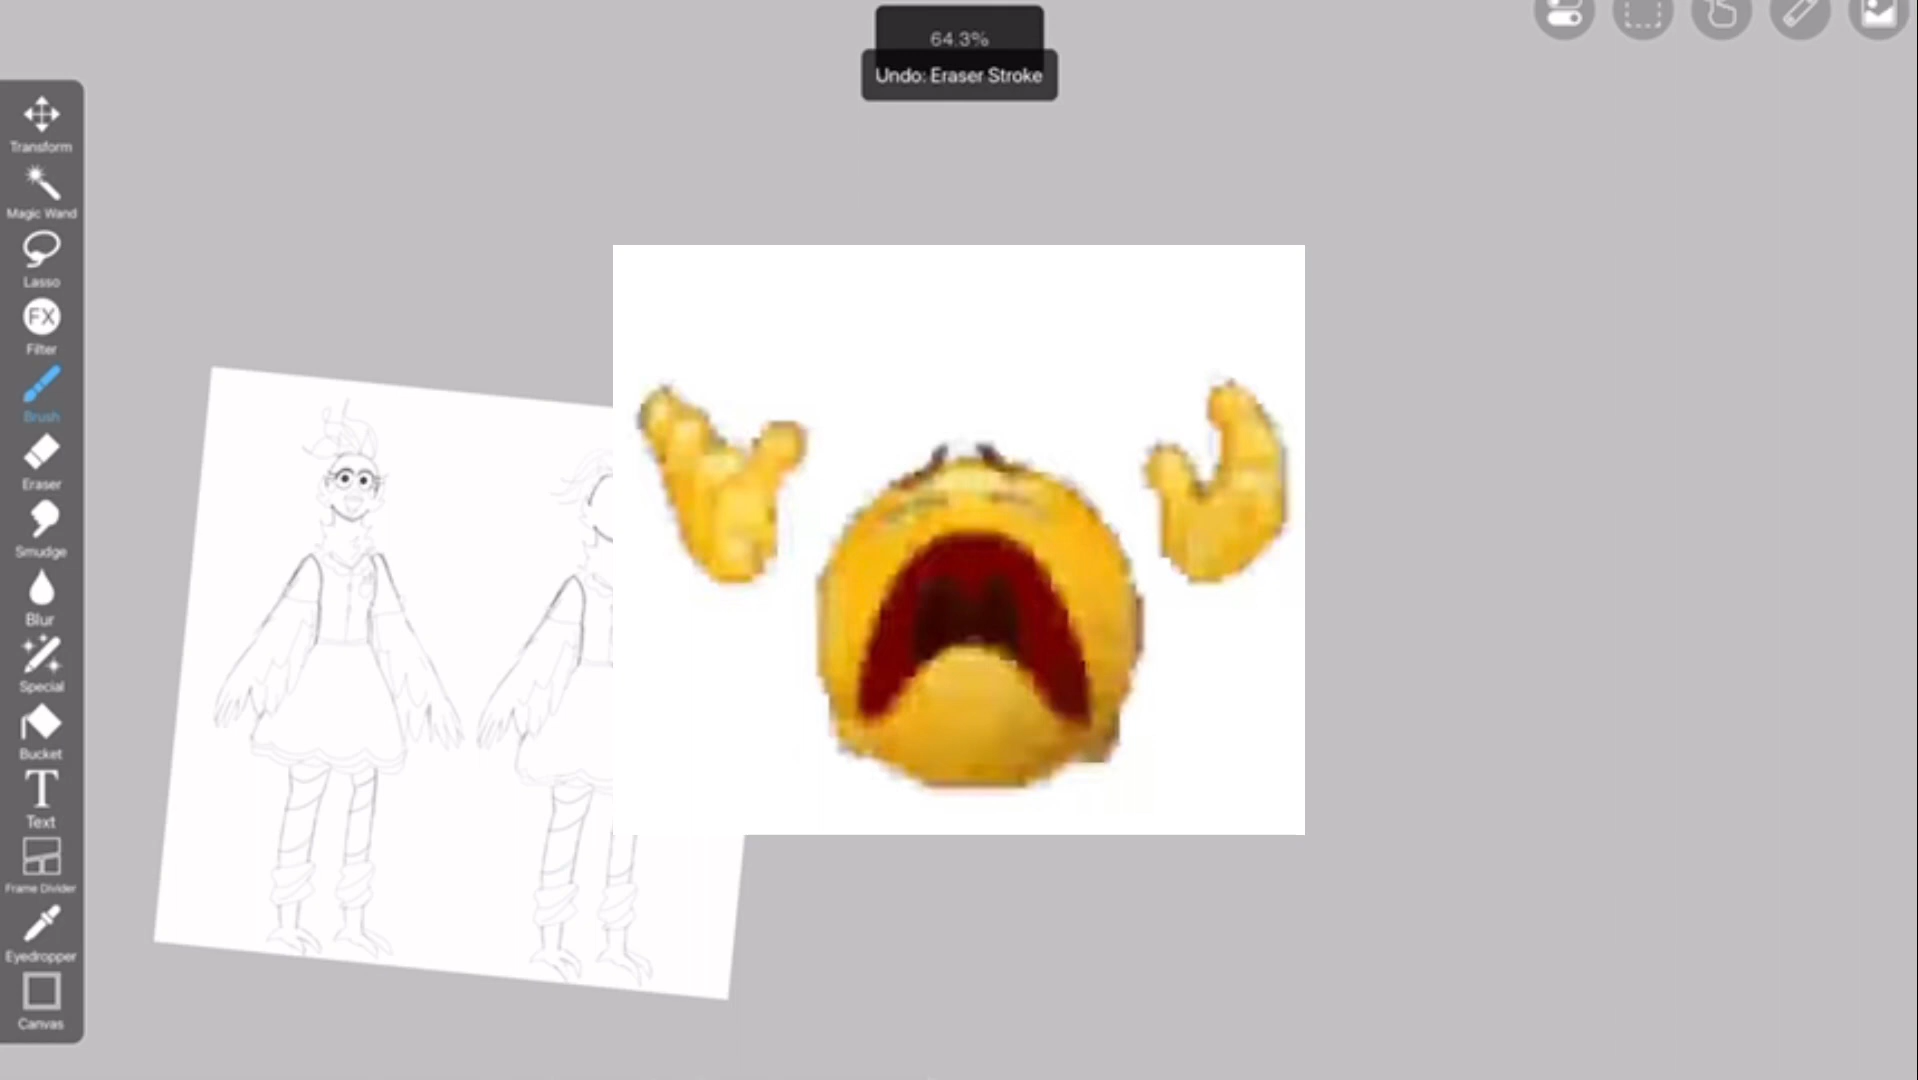 64.3%
Undo: Eraser Stroke
Transform
Magic Wand
Lasso
FX
Filter
Brush
Eraser
Smudge
Blur
Special
Bucket
T
Text
Frame Divider
Eyedropper
Canvas